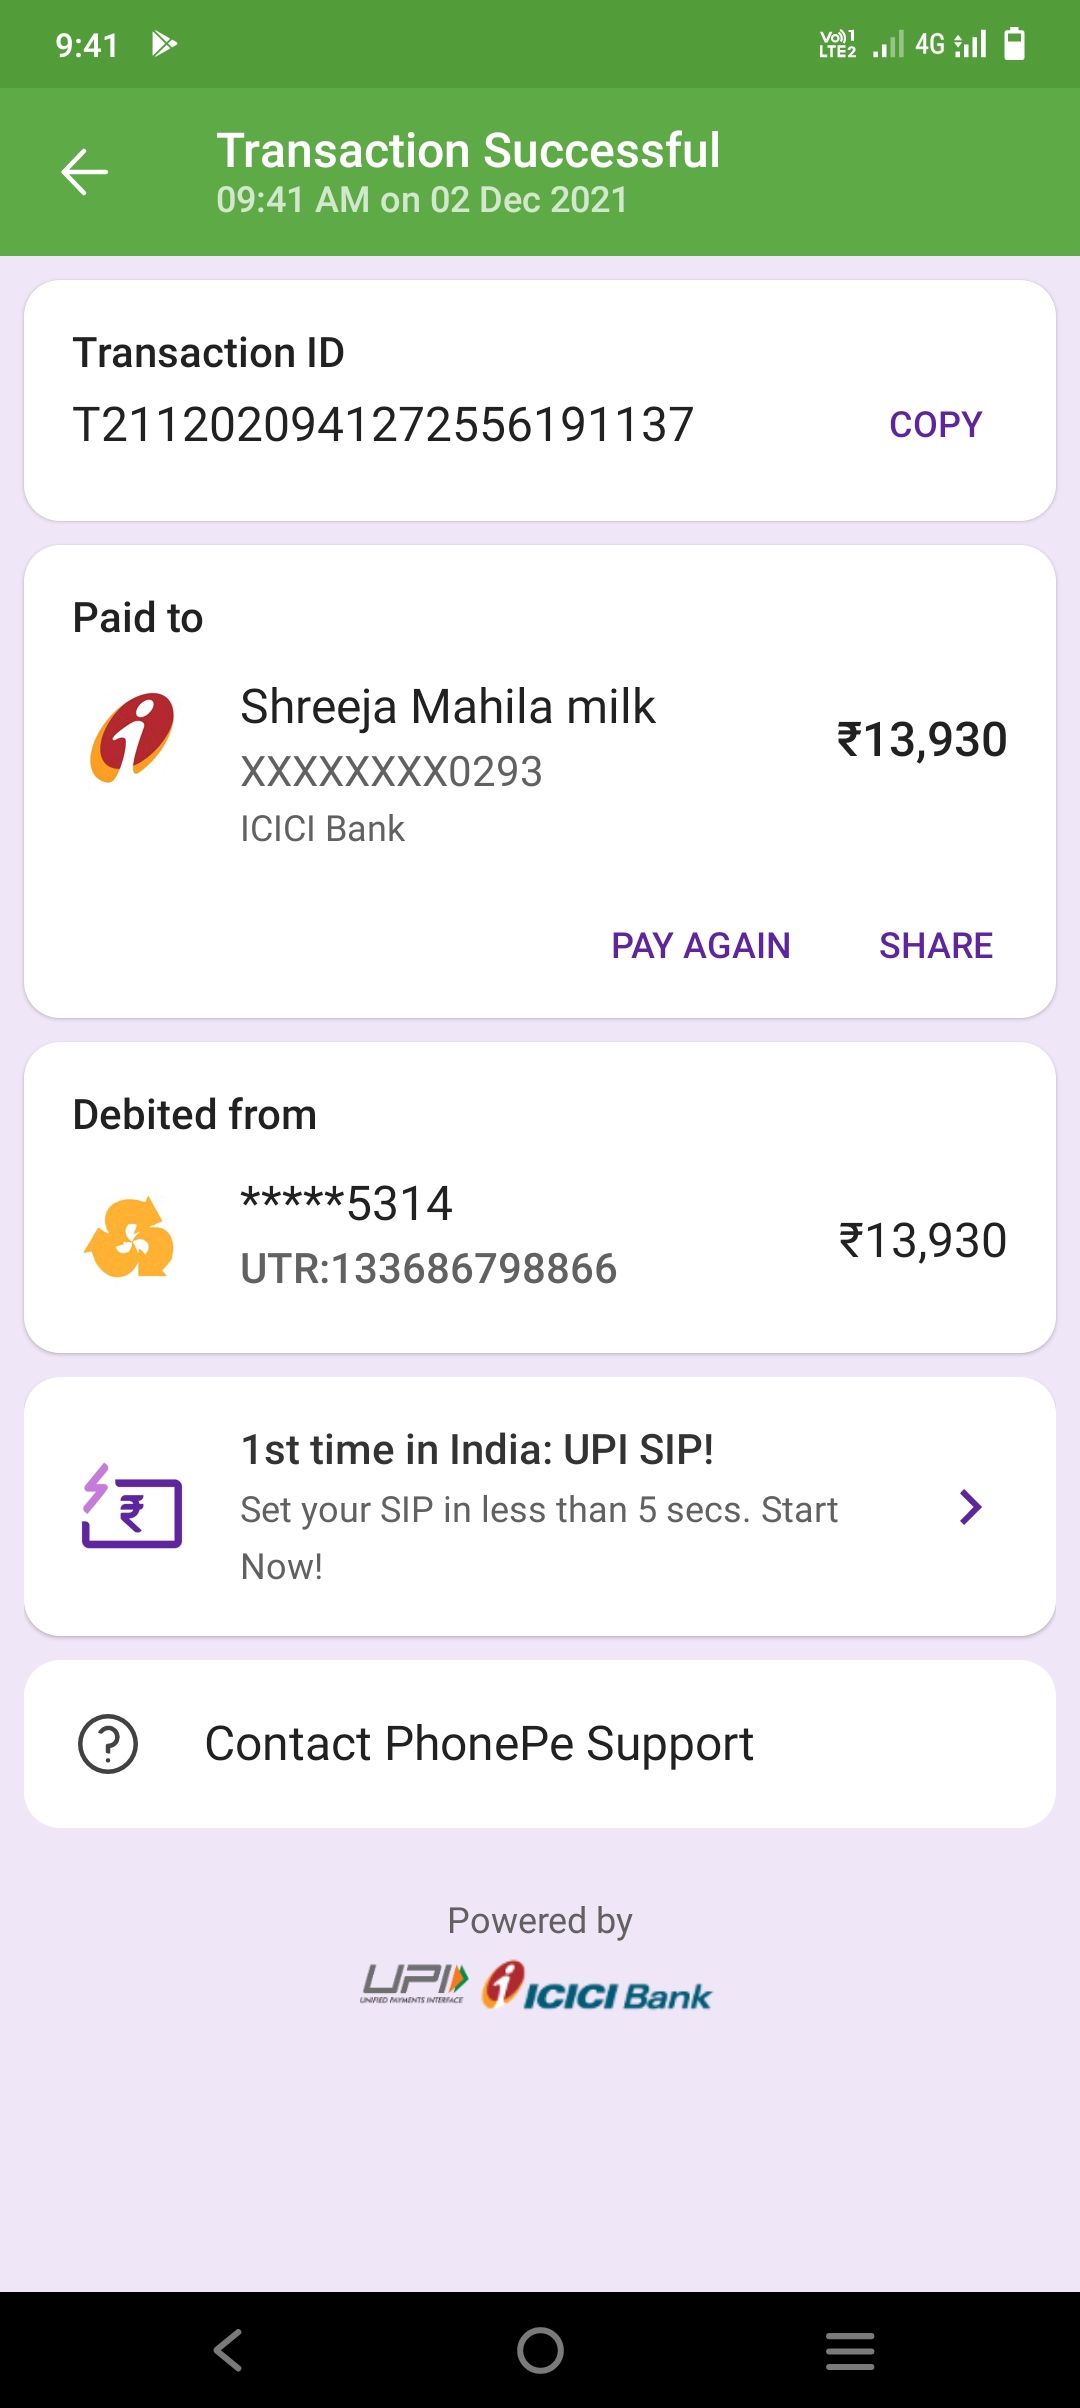 9:41
Vo))1
LTE2
4G
Transaction Successful
09:41 AM on 02 Dec 2021
Transaction ID
T2112020941272556191137
COPY
Paid to
Shreeja Mahila milk
₹13,930
XXXXXXXX0293
ICICI Bank
PAY AGAIN
SHARE
Debited from
*****5314
₹13,930
UTR:133686798866
1st time in India: UPI SIP!
Set your SIP in less than 5 secs. Start
Now!
Contact PhonePe Support
Powered by
UPI
UNIFIED PAYMENTS INTERFACE
ICICI Bank